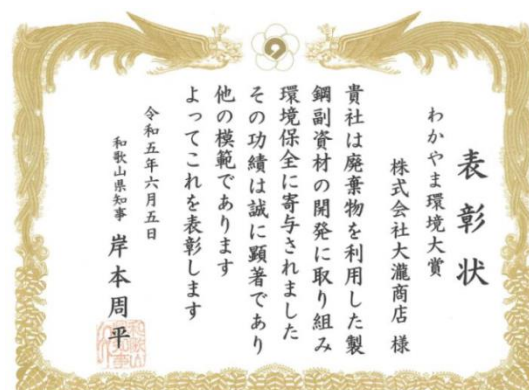 表彰状
わかやま環境大賞
株式会社大瀧商店 様
貴社は廃棄物を利用した製
鋼副資材の開発に取り組み
環境保全に寄与されました
その功績は誠に顕著であり
他の模範であります
よってこれを表彰します
令和五年六月五日
和歌山県知事 岸本周平